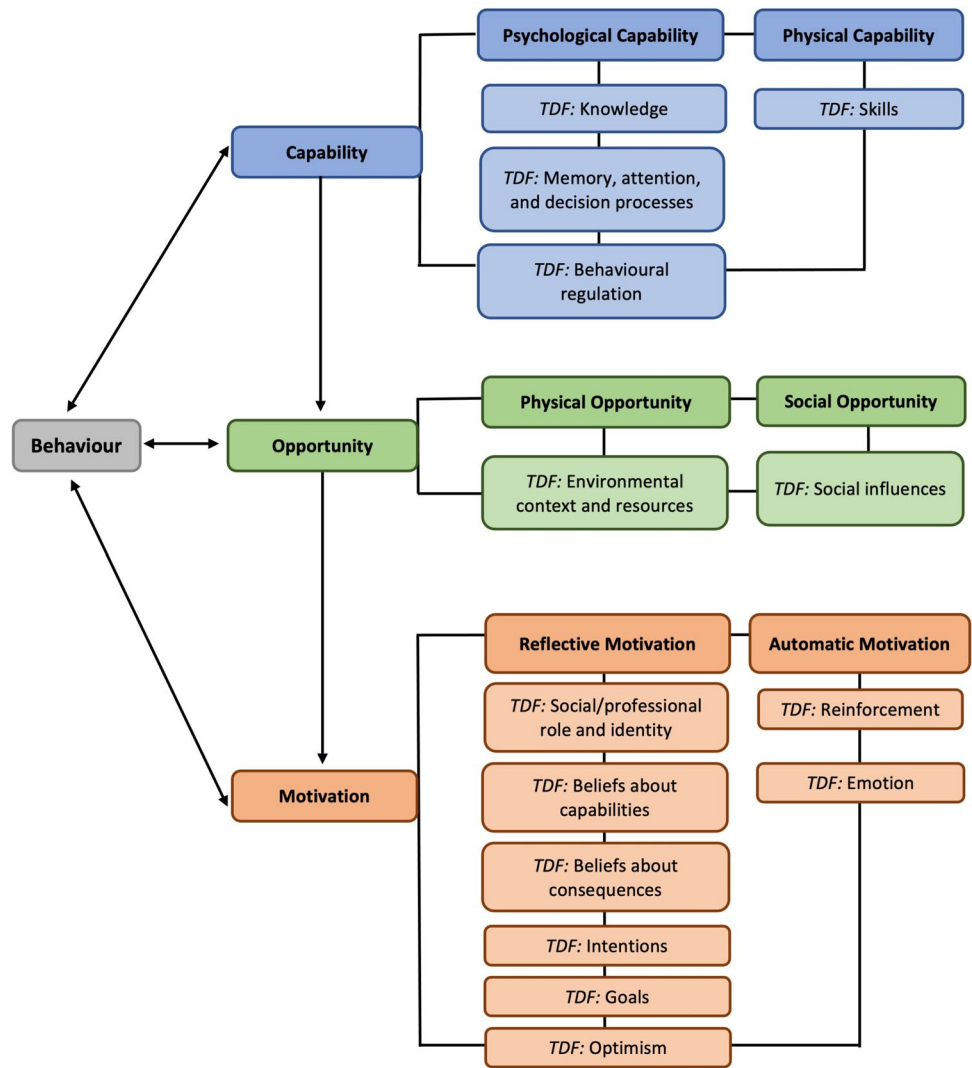 Psychological Capability
Physical Capability
TDF: Knowledge
TDF: Skills
Capability
TDF: Memory, attention,
and decision processes
TDF: Behavioural
regulation
Physical Opportunity
Social Opportunity
Behaviour
Opportunity
TDF: Environmental
context and resources
TDF: Social influences
Reflective Motivation
Automatic Motivation
TDF: Social/professional
role and identity
TDF: Reinforcement
Motivation
TDF: Beliefs about
capabilities
TDF: Emotion
TDF: Beliefs about
consequences
TDF: Intentions
TDF: Goals
TDF: Optimism